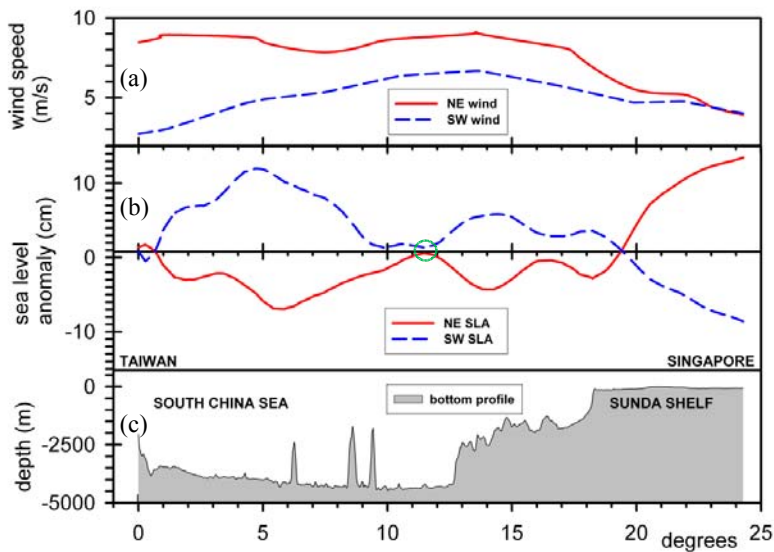 10
(a)
5
wind speed
(m/s)
NE wind
SW wind
10
(b)
0
-10
sea level
anomaly (cm)
NE SLA
SW SLA
TAIWAN
SINGAPORE
0
SOUTH CHINA SEA
bottom profile
SUNDA SHELF
(c)
-2500
-5000
depth (m)
0 5 10 15 20 25
degrees